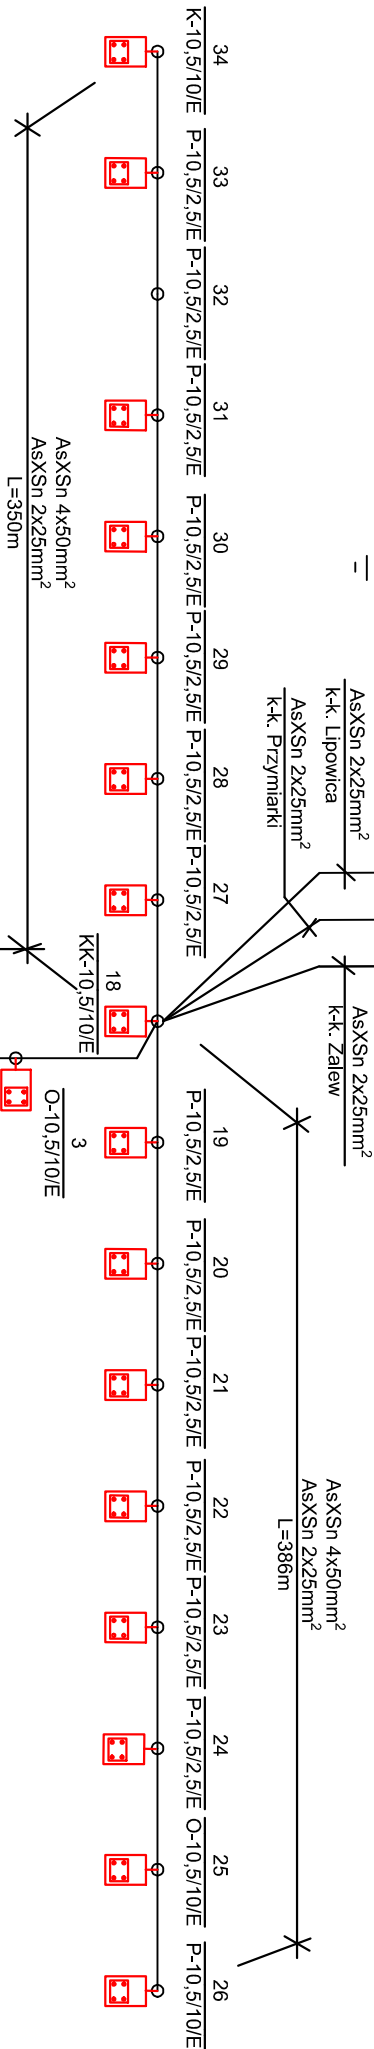 34
K-10,5/10/E
33
P-10,5/2,5/E
32
P-10,5/2,5/E
31
P-10,5/2,5/E
30
P-10,5/2,5/E
29
P-10,5/2,5/E
28
P-10,5/2,5/E
27
P-10,5/2,5/E
AsXSn 4x50mm²
AsXSn 2x25mm²
L=350m
AsXSn 2x25mm²
k-k. Lipowica
AsXSn 2x25mm²
k-k. Przymiarki
AsXSn 2x25mm²
k-k. Zalew
18
KK-10,5/10/E
3
O-10,5/10/E
19
P-10,5/2,5/E
20
P-10,5/2,5/E
21
P-10,5/2,5/E
22
P-10,5/2,5/E
23
P-10,5/2,5/E
24
P-10,5/2,5/E
25
O-10,5/10/E
26
P-10,5/10/E
AsXSn 4x50mm²
AsXSn 2x25mm²
L=386m